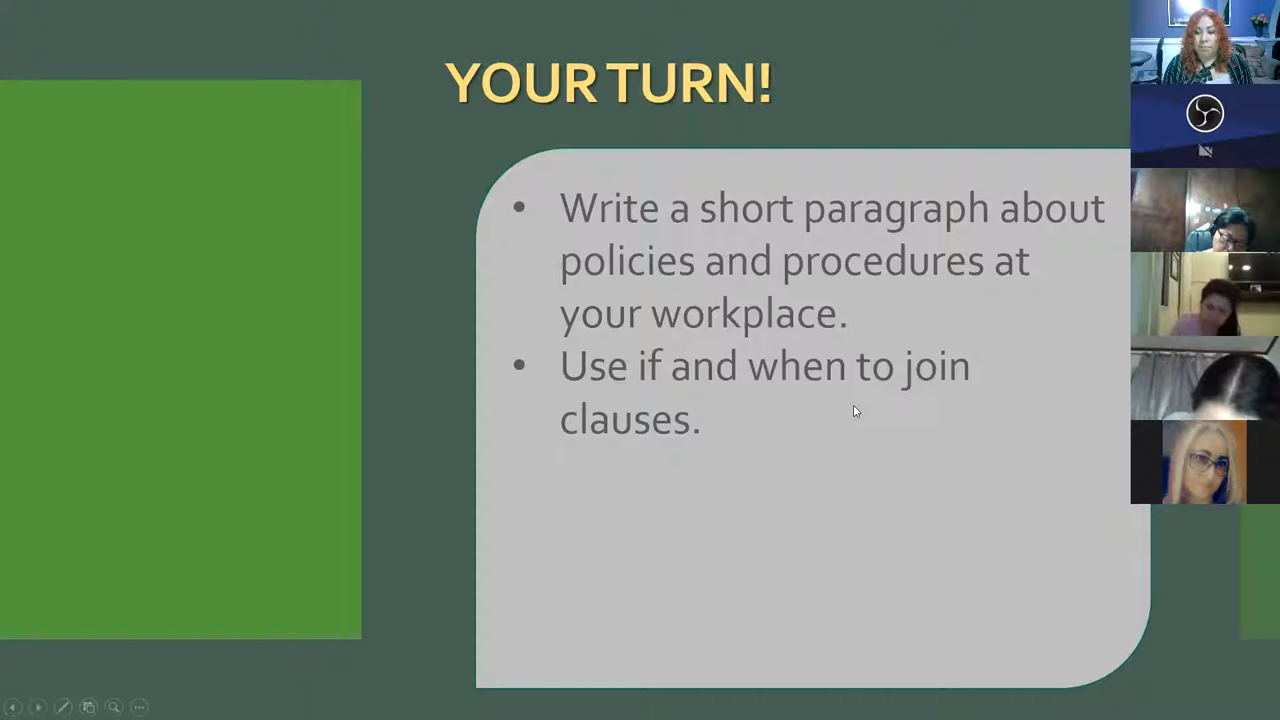 YOUR TURN!
• Write a short paragraph about
policies and procedures at
your workplace.
• Use if and when to join
clauses.